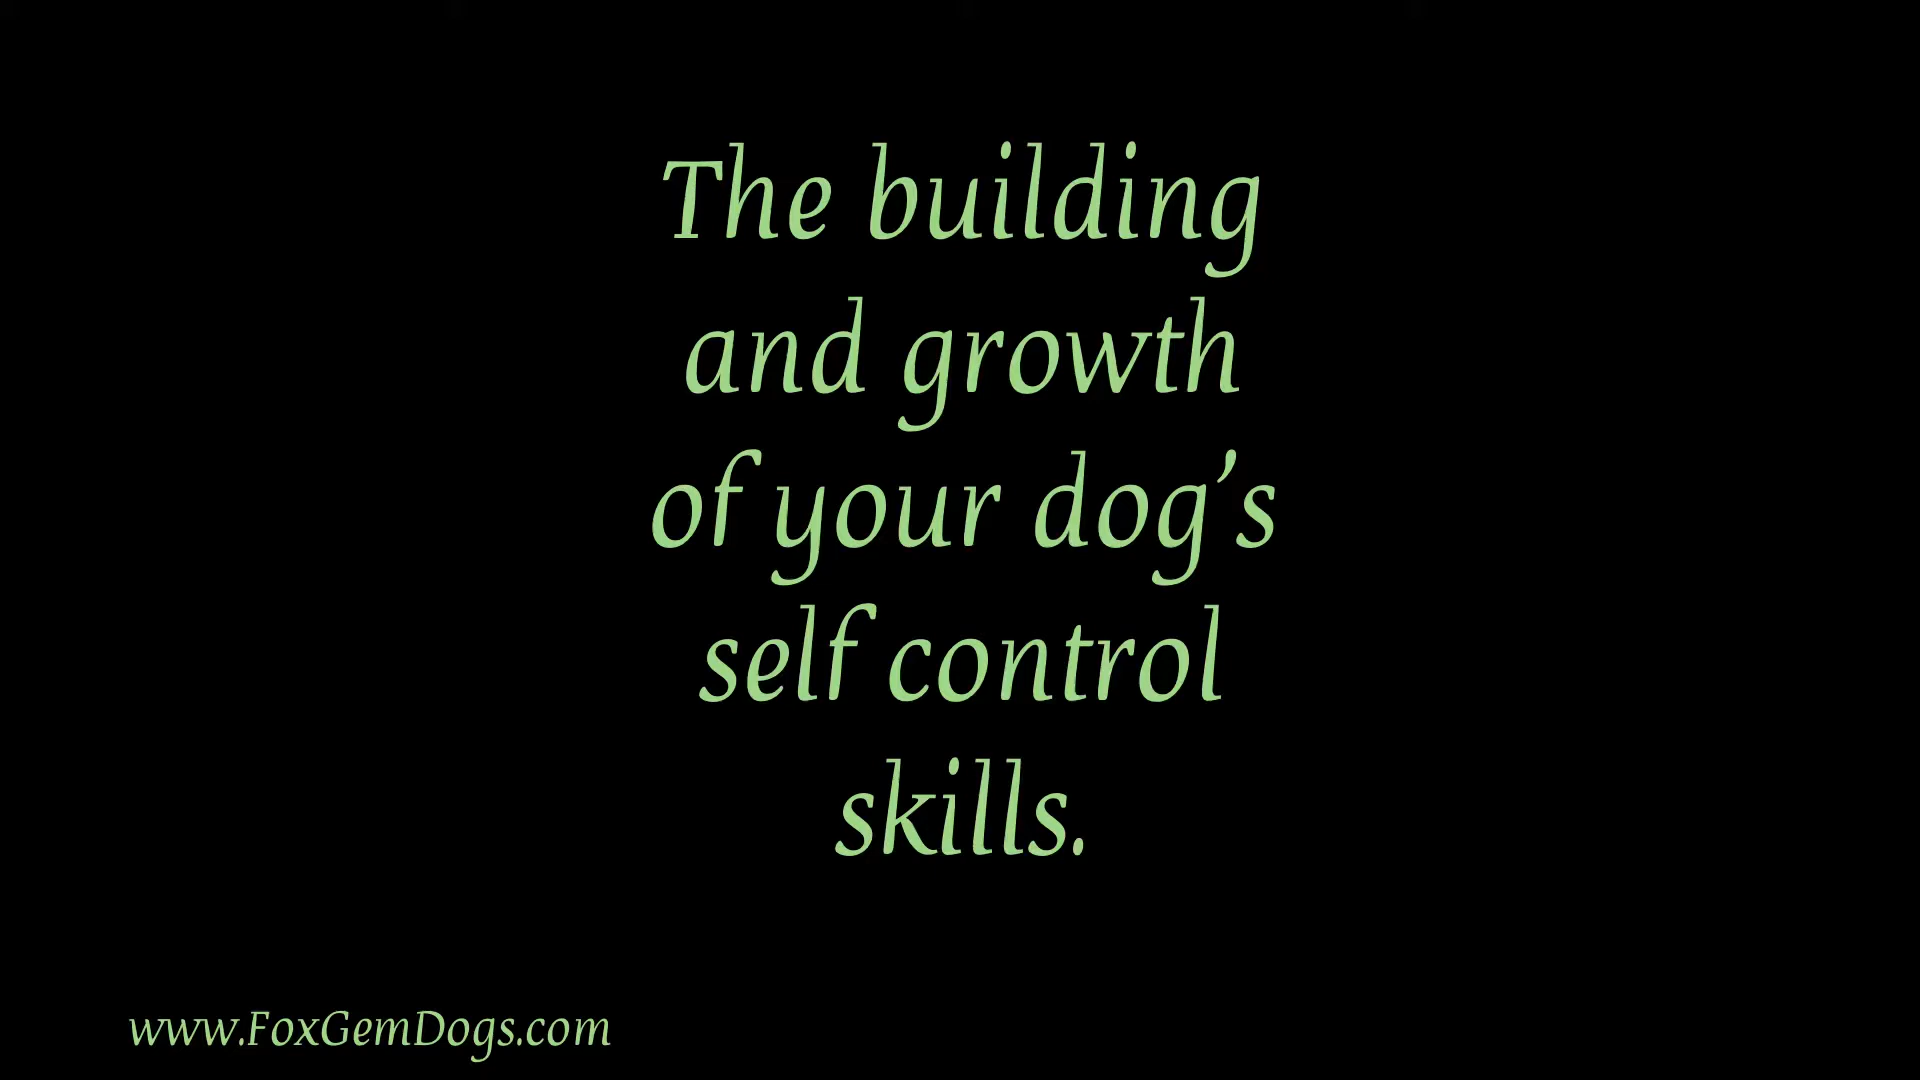 The building
and growth
of your dog’s
self control
skills.
www.FoxGemDogs.com